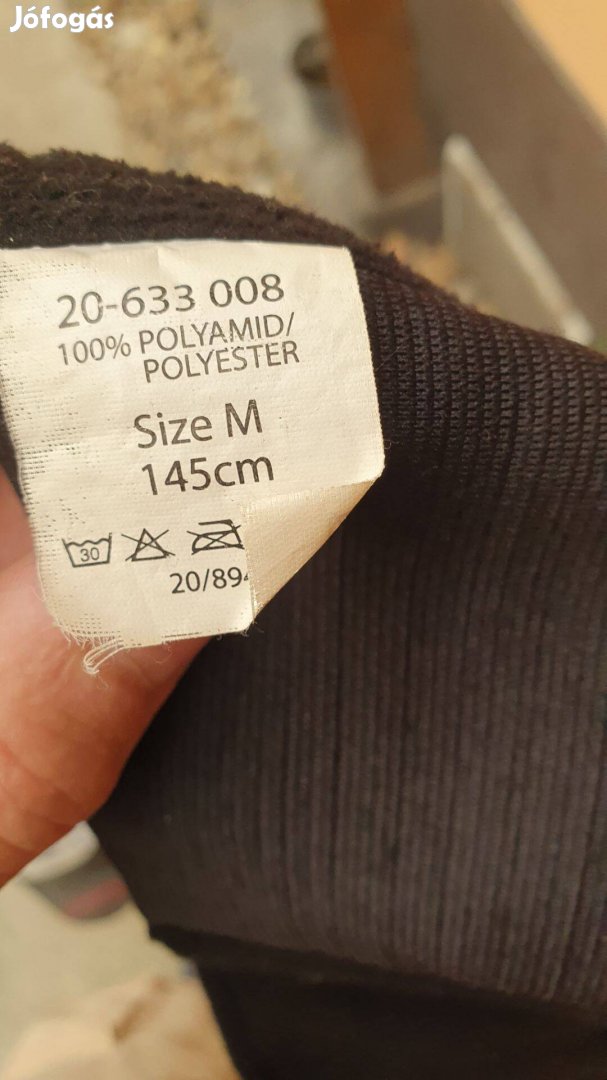 Jófogás
20-633 008
100% POLYAMID/
POLYESTER
Size M
145cm
30
20/89